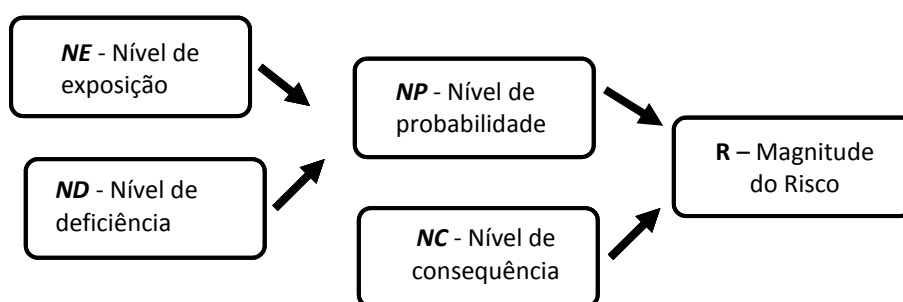 NE - Nível de
exposição
ND - Nível de
deficiência
NP - Nível de
probabilidade
NC - Nível de
consequência
R – Magnitude
do Risco